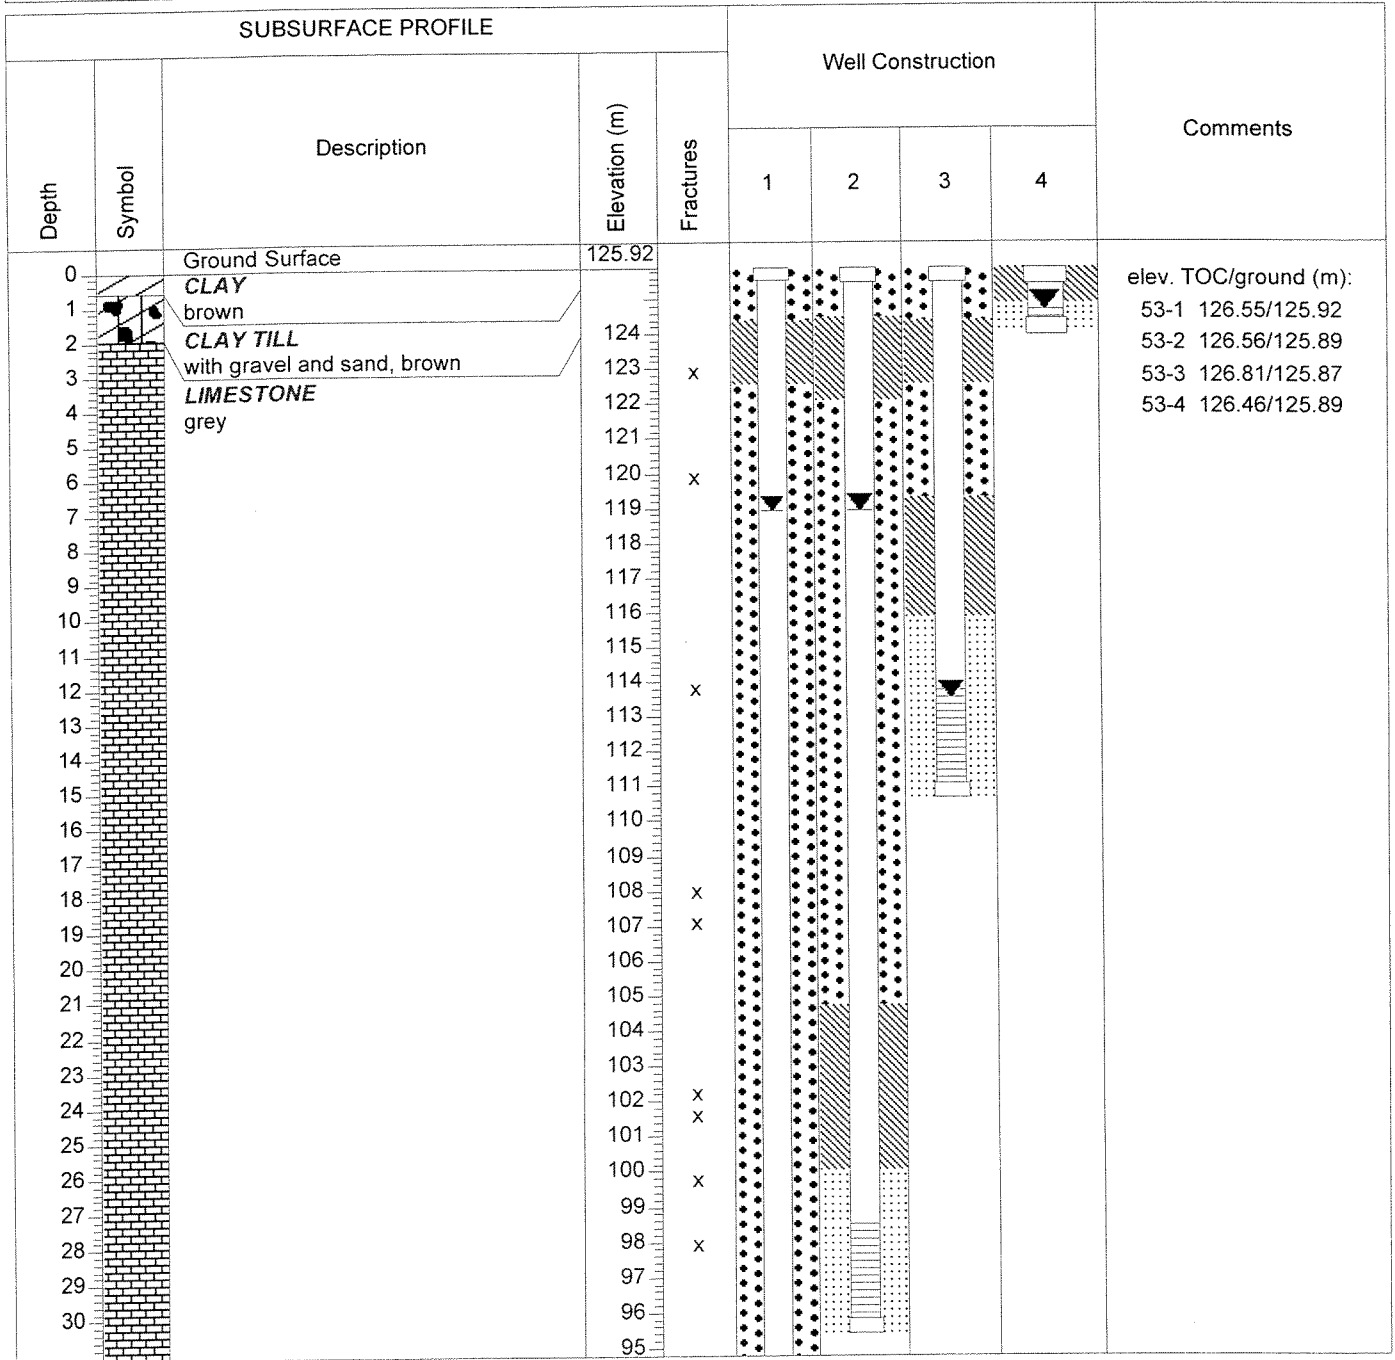 SUBSURFACE PROFILE
Well Construction
Comments
Depth
Symbol
Description
Elevation (m)
Fractures
1
2
3
4
Ground Surface
125.92
0
CLAY
brown
1
CLAY TILL
with gravel and sand, brown
2
LIMESTONE
grey
3
4
5
6
7
8
9
10
11
12
13
14
15
16
17
18
19
20
21
22
23
24
25
26
27
28
29
30
124
123
122
121
120
119
118
117
116
115
114
113
112
111
110
109
108
107
106
105
104
103
102
101
100
99
98
97
96
95
x
x
x
x
x
x
x
x
x
elev. TOC/ground (m):
53-1 126.55/125.92
53-2 126.56/125.89
53-3 126.81/125.87
53-4 126.46/125.89